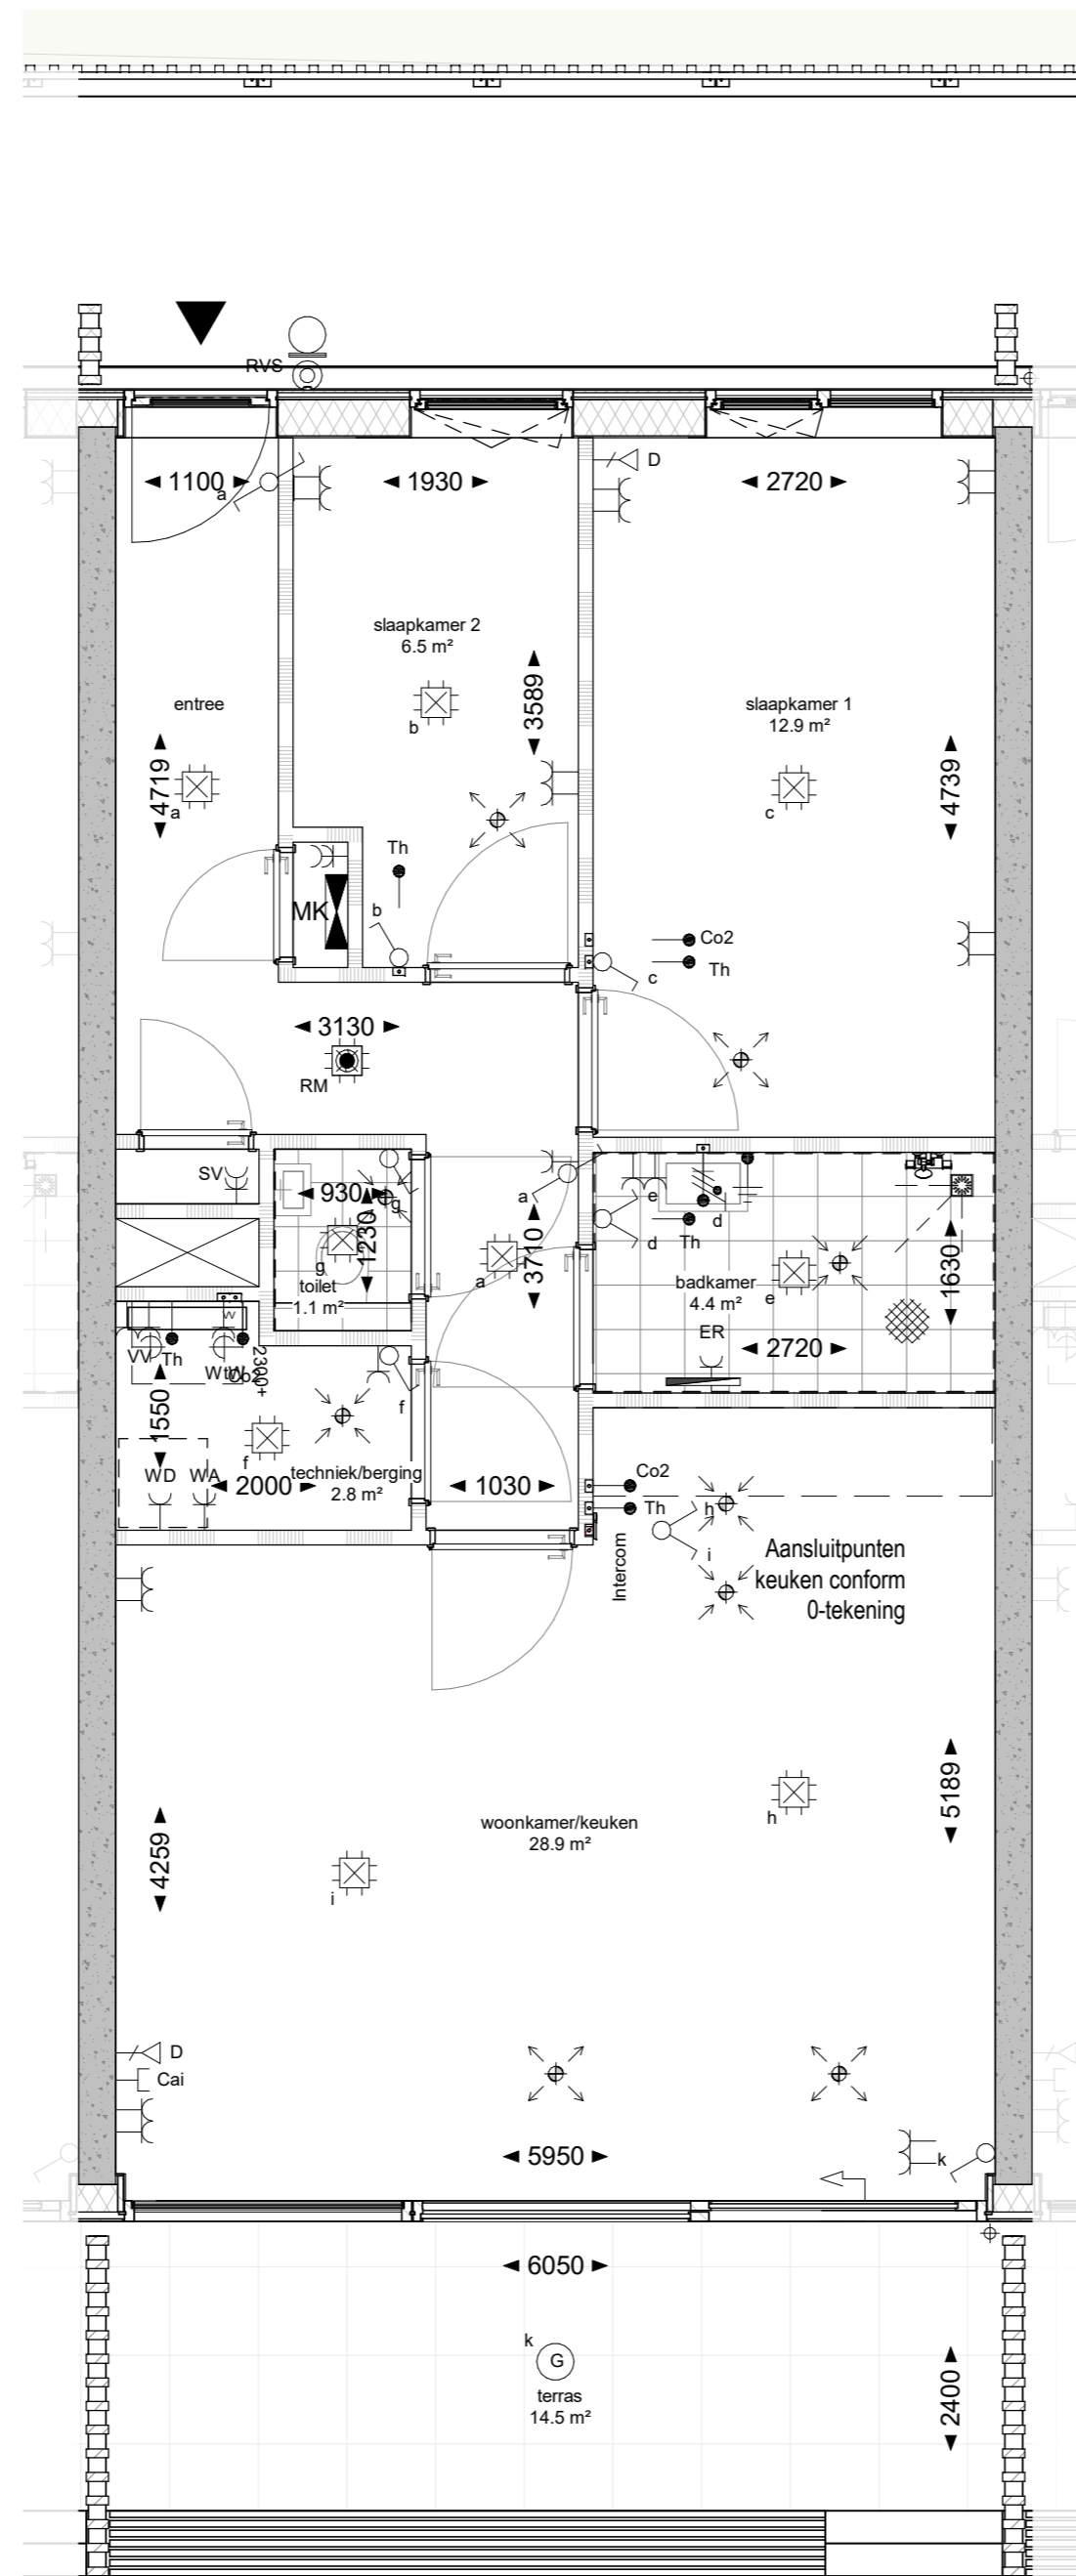 RVS
D
1100
a
1930
2720
slaapkamer 2
6.5 m²
entree
slaapkamer 1
12.9 m²
3589
b
4719
a
4739
c
Th
MK
b
Co2
Th
c
3130
RM
SV
930
g
1230
g
toilet
1.1 m²
a
3710
a
e
d
d
Th
badkamer
4.4 m²
e
1630
ER
2720
W
VV
Th
2300+
1550
f
f
WD
WA
2000
techniek/berging
2.8 m²
1030
Co2
Th
h
i
Intercom
Aansluitpunten
keuken conform
0-tekening
5189
h
woonkamer/keuken
28.9 m²
4259
i
D
Cai
5950
k
6050
k
G
terras
14.5 m²
2400